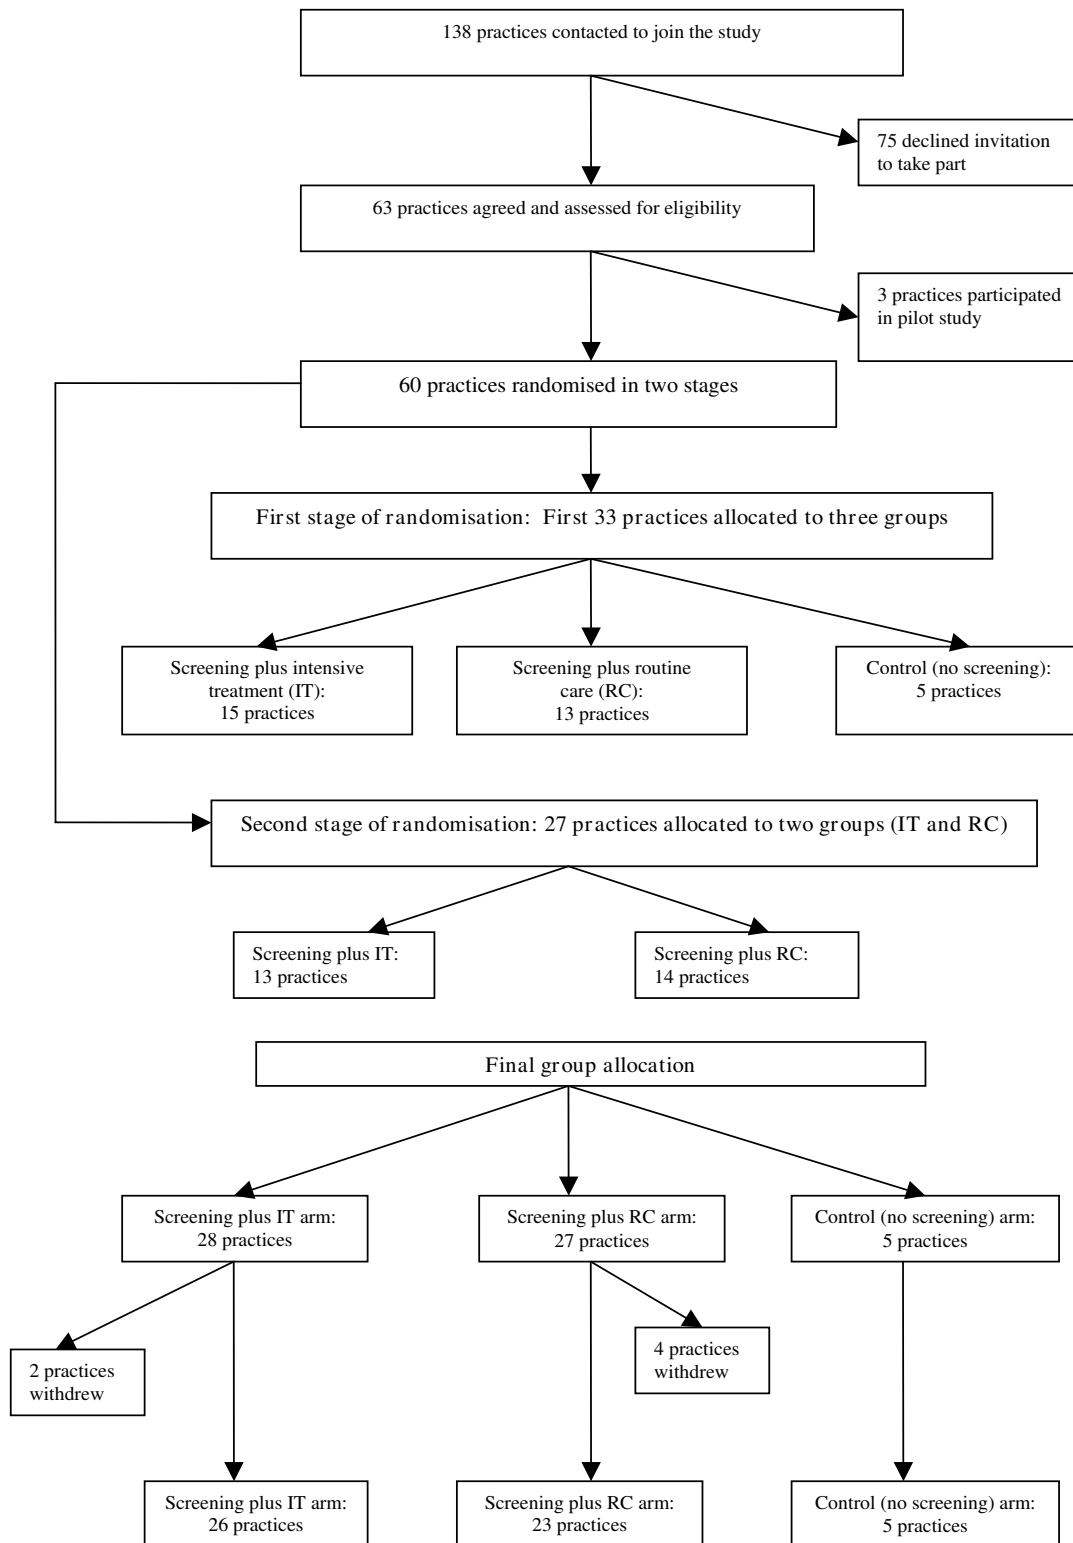 138 practices contacted to join the study
75 declined invitation
to take part
63 practices agreed and assessed for eligibility
3 practices participated
in pilot study
60 practices randomised in two stages
First stage of randomisation: First 33 practices allocated to three groups
Screening plus intensive
treatment (IT):
15 practices
Screening plus routine
care (RC):
13 practices
Control (no screening):
5 practices
Second stage of randomisation: 27 practices allocated to two groups (IT and RC)
Screening plus IT:
13 practices
Screening plus RC:
14 practices
Final group allocation
Screening plus IT arm:
28 practices
Screening plus RC arm:
27 practices
Control (no screening) arm:
5 practices
2 practices
withdrew
4 practices
withdrew
Screening plus IT arm:
26 practices
Screening plus RC arm:
23 practices
Control (no screening) arm:
5 practices